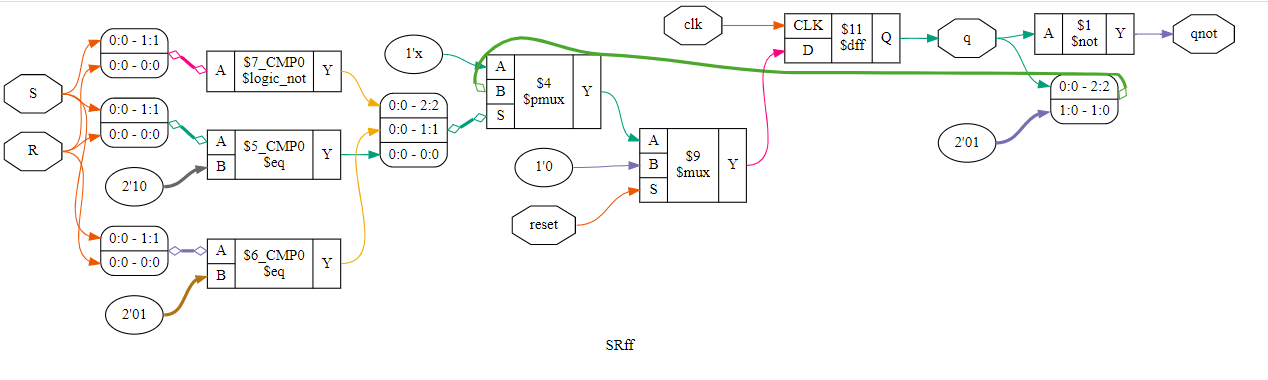 S
R
0:0 - 1:1
0:0 - 0:0
0:0 - 1:1
0:0 - 0:0
2'10
0:0 - 1:1
0:0 - 0:0
2'01
A $7_CMP0 $logic_not Y
A B $5_CMP0 $eq Y
A B $6_CMP0 $eq Y
0:0 - 2:2
0:0 - 1:1
0:0 - 0:0
1'x
A B S $4 $pmux Y
1'0
reset
A B S $9 $mux Y
clk
CLK D $11 $dff Q
q
A $1 $not Y
qnot
0:0 - 2:2
1:0 - 1:0
2'01
SRff